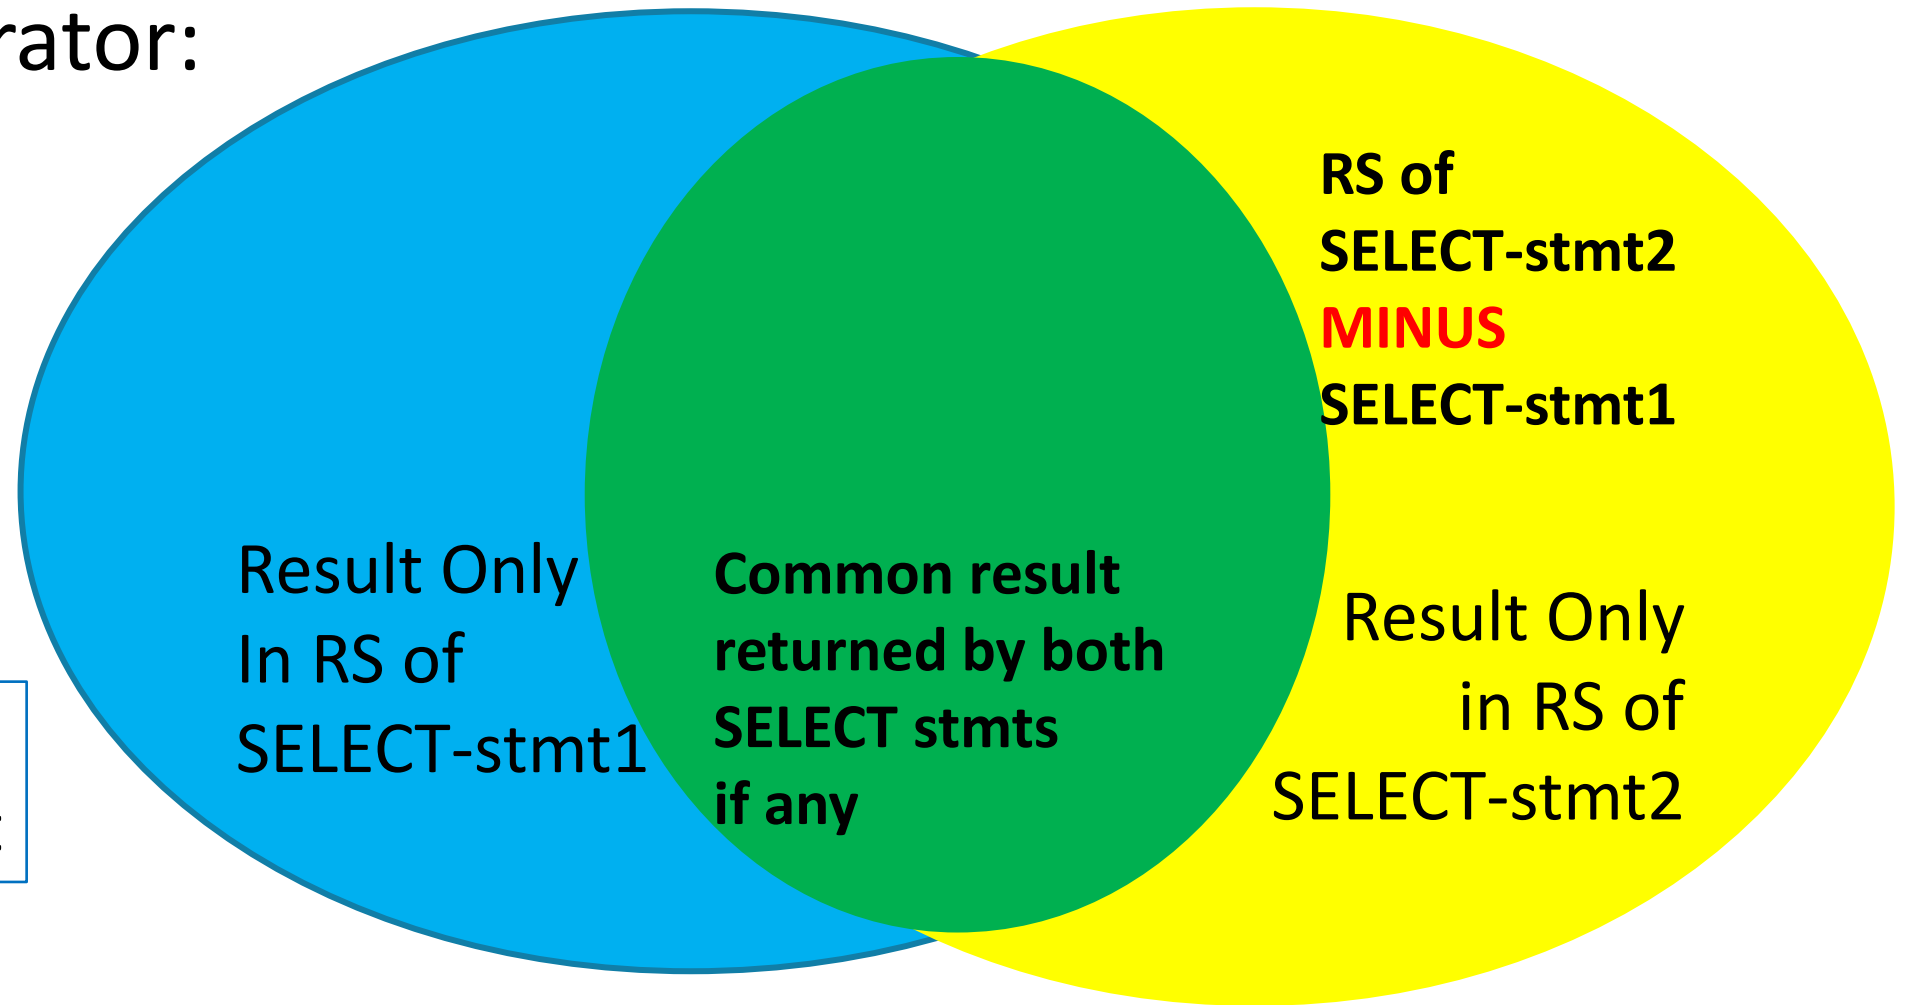 rator:
RS of
SELECT-stmt2
MINUS
SELECT-stmt1
Result Only
In RS of
SELECT-stmt1
Common result
returned by both
SELECT stmts
if any
Result Only
in RS of
SELECT-stmt2